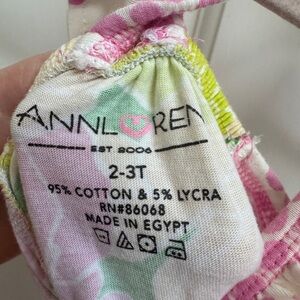 ANNLOREN
EST 2006
2-3T
95% COTTON & 5% LYCRA
RN#86068
MADE IN EGYPT